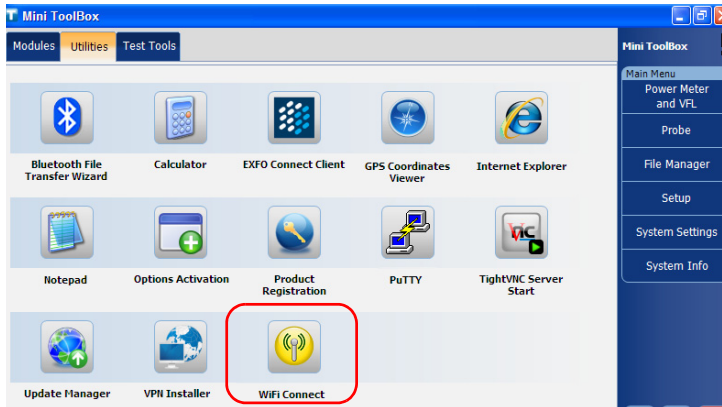 Mini ToolBox
Modules Utilities Test Tools
Mini ToolBox
Main Menu
Power Meter
and VFL
Probe
File Manager
Setup
System Settings
System Info
Bluetooth File
Transfer Wizard
Calculator
EXFO Connect Client
GPS Coordinates
Viewer
Internet Explorer
Notepad
Options Activation
Product
Registration
PuTTY
TightVNC Server
Start
Update Manager
VPN Installer
WiFi Connect